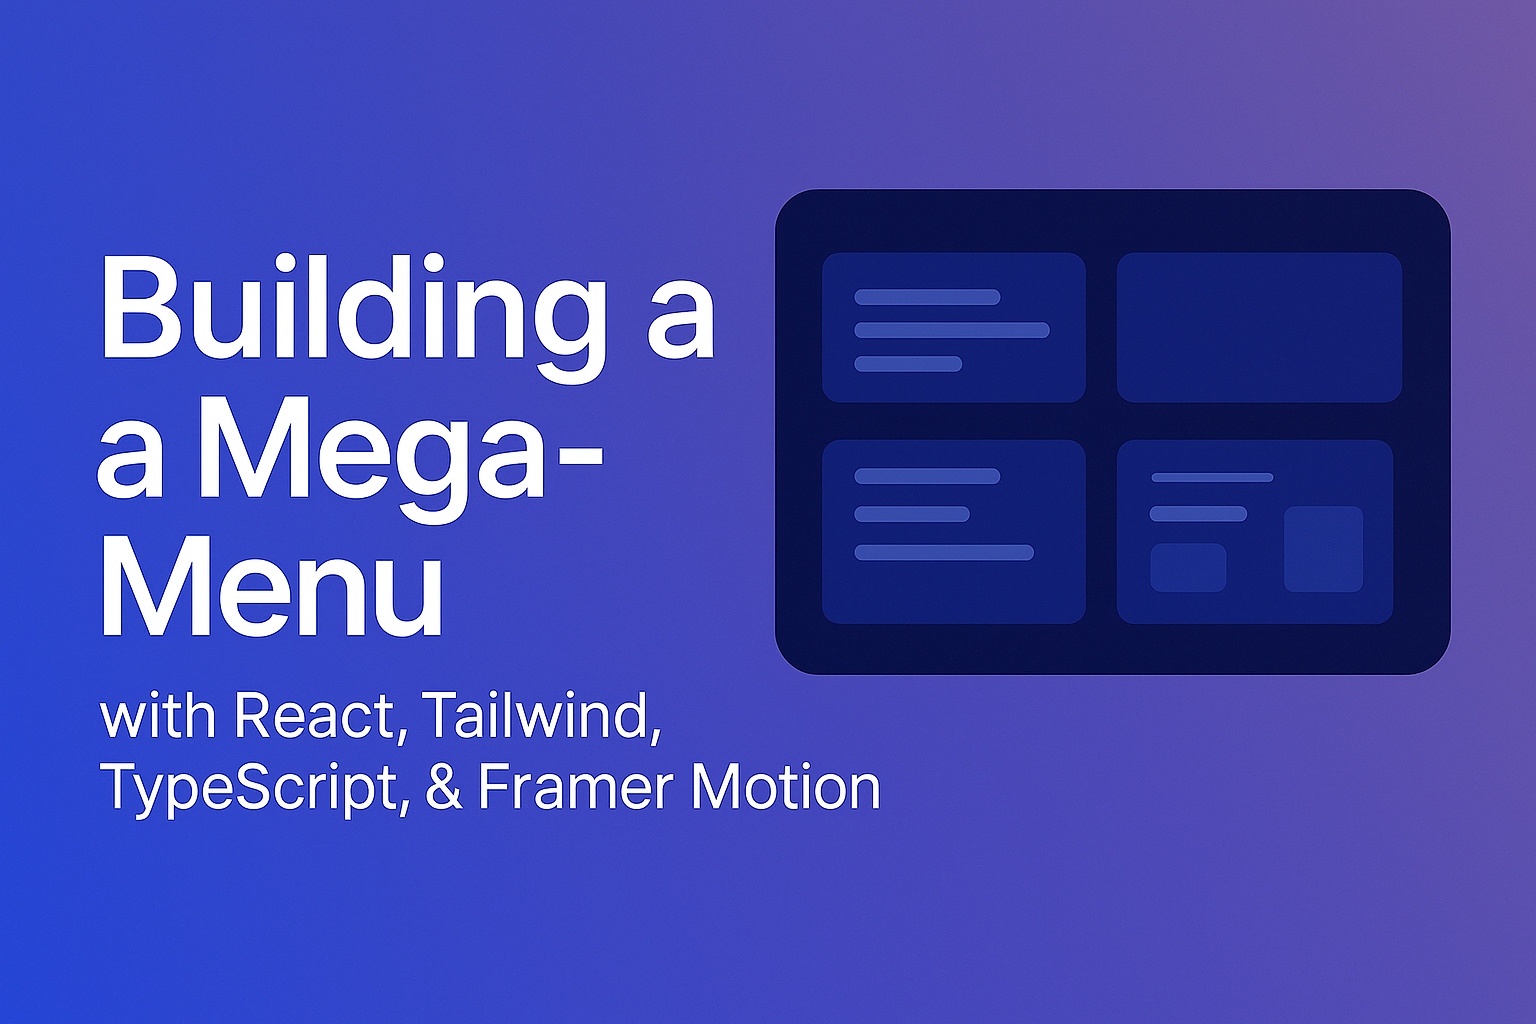 Building a
a Mega-
Menu
with React, Tailwind,
TypeScript, & Framer Motion